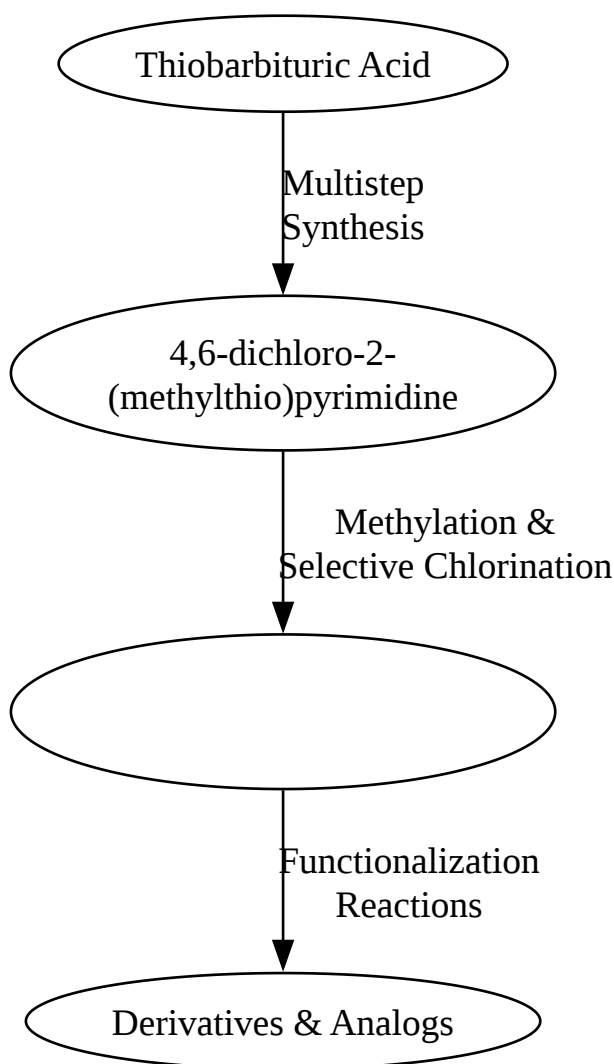 Thiobarbituric Acid
Multistep
Synthesis
4,6-dichloro-2-
(methylthio)pyrimidine
Methylation &
Selective Chlorination
Functionalization
Reactions
Derivatives & Analogs